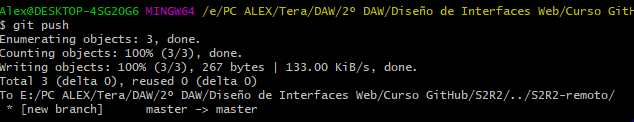 Alex@DESKTOP-4SG2OG6 MINGW64 /e/PC ALEX/Tera/DAW/2º DAW/Diseño de Interfaces Web/Curso GitH
$ git push
Enumerating objects: 3, done.
Counting objects: 100% (3/3), done.
Writing objects: 100% (3/3), 267 bytes | 133.00 KiB/s, done.
Total 3 (delta 0), reused 0 (delta 0)
To E:/PC ALEX/Tera/DAW/2º DAW/Diseño de Interfaces Web/Curso GitHub/S2R2/../S2R2-remoto/
 * [new branch]      master -> master